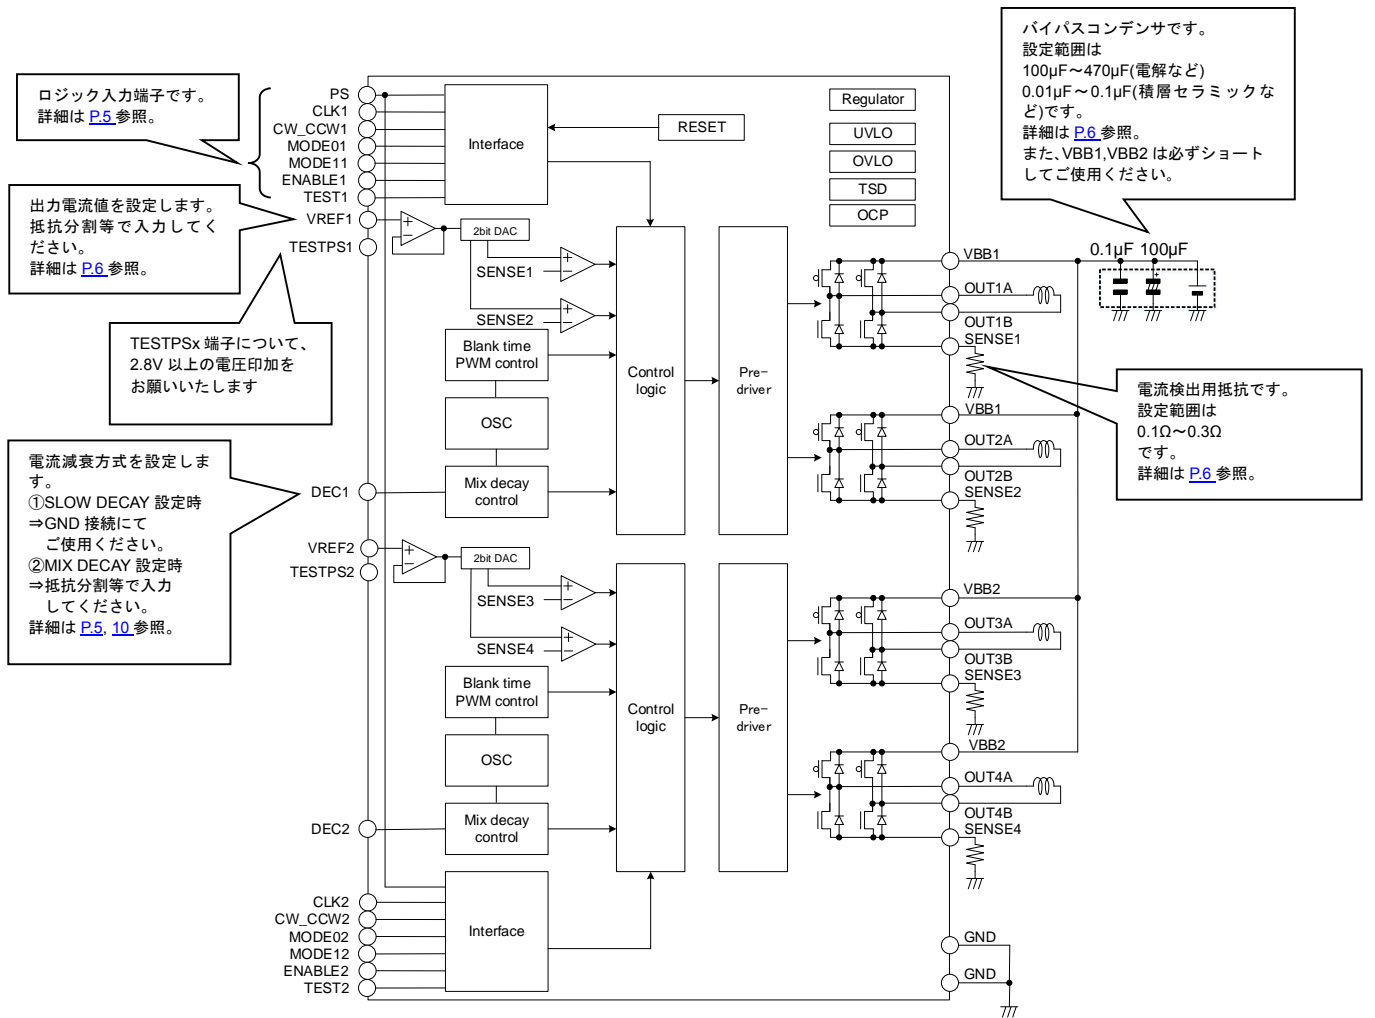 バイパスコンデンサです。
設定範囲は
100μF～470μF(電解など)
0.01μF～0.1μF(積層セラミックな
ど)です。
詳細は P.6 参照。
また、VBB1,VBB2 は必ずショート
してご使用ください。
ロジック入力端子です。
詳細は P.5 参照。
出力電流値を設定します。
抵抗分割等で入力してく
ださい。
詳細は P.6 参照。
TESTPSx 端子について、
2.8V 以上の電圧印加を
お願いいたします
電流減衰方式を設定しま
す。
①SLOW DECAY 設定時
⇒GND 接続にて
ご使用ください。
②MIX DECAY 設定時
⇒抵抗分割等で入力
してください。
詳細は P.5, 10 参照。
PS
CLK1
CW_CCW1
MODE01
MODE11
ENABLE1
TEST1
VREF1
TESTPS1
DEC1
VREF2
TESTPS2
DEC2
CLK2
CW_CCW2
MODE02
MODE12
ENABLE2
TEST2
Interface
RESET
Regulator
UVLO
OVLO
TSD
OCP
2bit DAC
SENSE1
SENSE2
Blank time
PWM control
OSC
Mix decay
control
Control
logic
Pre-
driver
2bit DAC
SENSE3
SENSE4
Blank time
PWM control
OSC
Mix decay
control
Control
logic
Pre-
driver
Interface
VBB1
OUT1A
OUT1B
SENSE1
VBB1
OUT2A
OUT2B
SENSE2
VBB2
OUT3A
OUT3B
SENSE3
VBB2
OUT4A
OUT4B
SENSE4
GND
GND
0.1μF 100μF
電流検出用抵抗です。
設定範囲は
0.1Ω～0.3Ω
です。
詳細は P.6 参照。